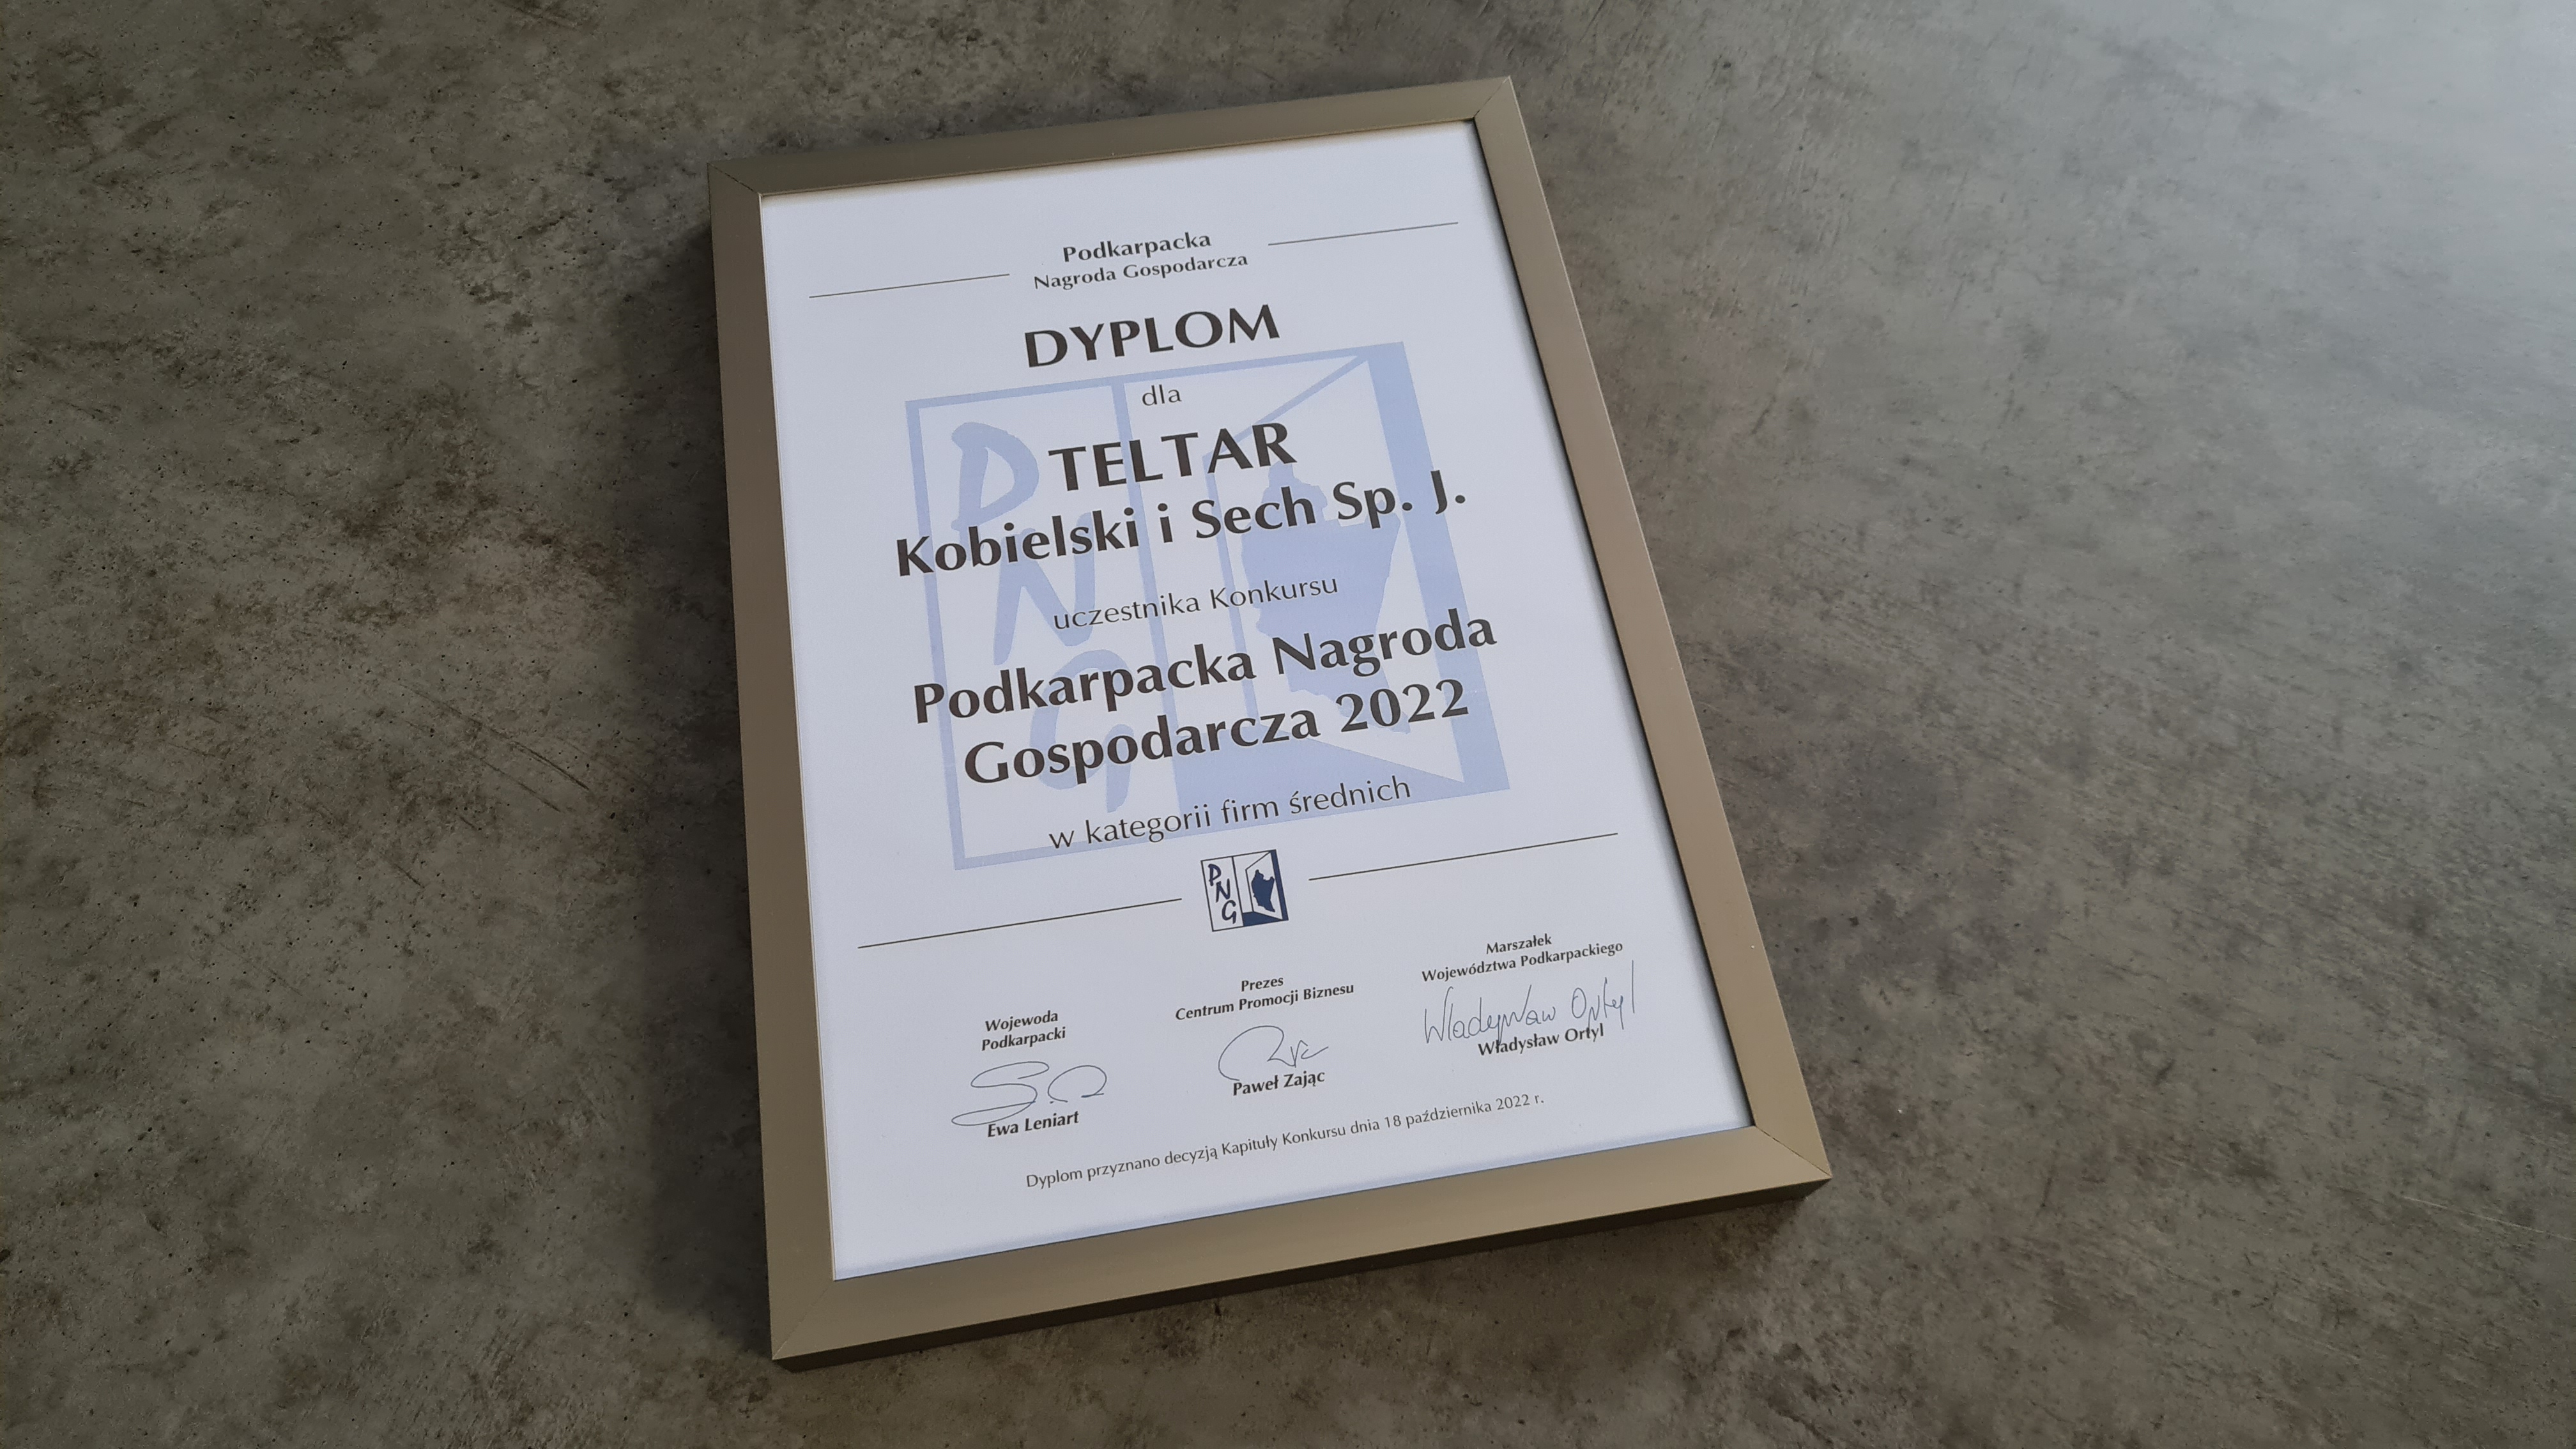 Podkarpacka
Nagroda Gospodarcza
DYPLOM
dla
TELTAR
Kobielski i Sech Sp. J.
uczestnika Konkursu
Podkarpacka Nagroda
Gospodarcza 2022
w kategorii firm średnich
PNG
Wojewoda
Podkarpacki
Ewa Leniart
Prezes
Centrum Promocji Biznesu
Paweł Zając
Marszałek
Województwa Podkarpackiego
Władysław Ortyl
Władysław Ortyl
Dyplom przyznano decyzją Kapituły Konkursu dnia 18 października 2022 r.